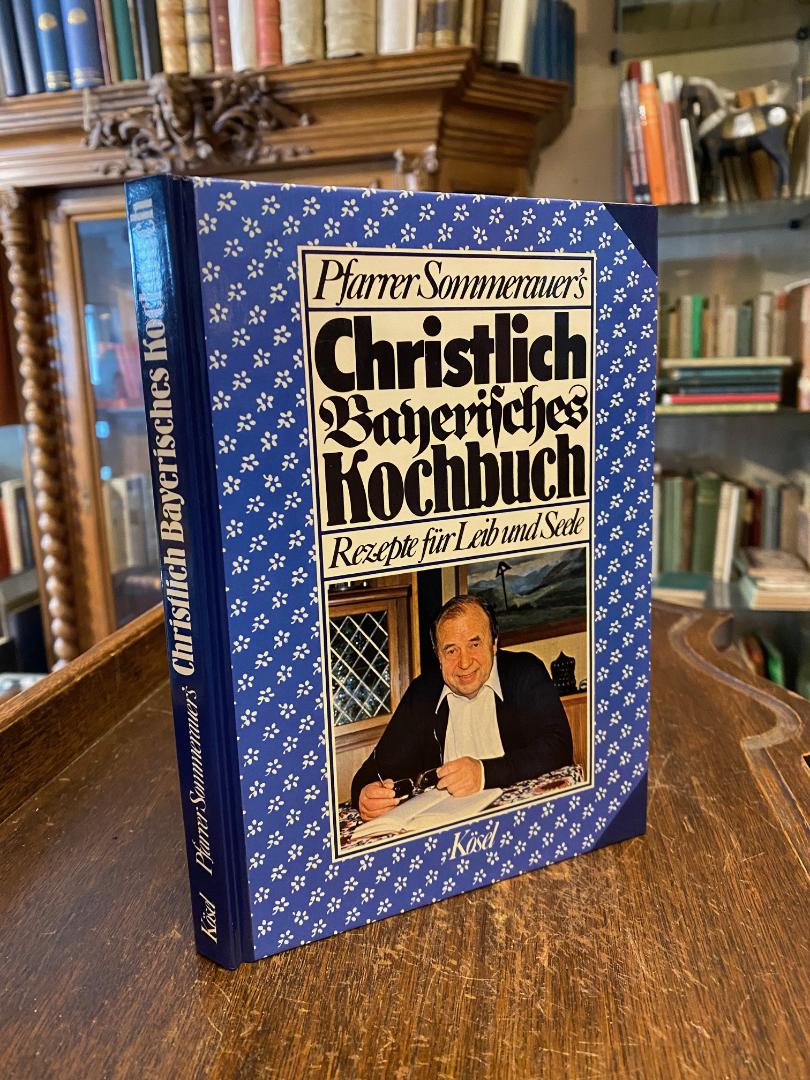 Pfarrer Sommerauer's
Christlich
Bayerisches
Kochbuch
Rezepte für Leib und Seele
Kösel
Kösel Pfarrer Sommerauer's Christlich Bayerisches Kochbuch